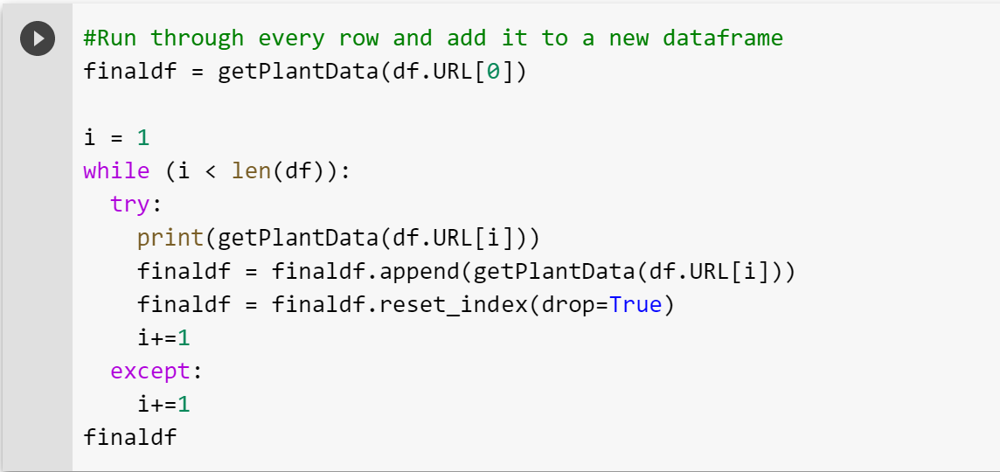 #Run through every row and add it to a new dataframe
finaldf = getPlantData(df.URL[0])

i = 1
while (i < len(df)):
  try:
    print(getPlantData(df.URL[i]))
    finaldf = finaldf.append(getPlantData(df.URL[i]))
    finaldf = finaldf.reset_index(drop=True)
    i+=1
  except:
    i+=1
finaldf